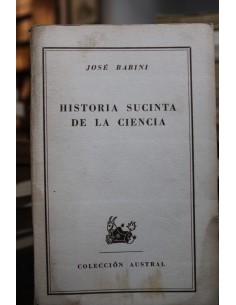 JOSÉ BABINI
HISTORIA SUCINTA
DE LA CIENCIA
COLECCIÓN AUSTRAL